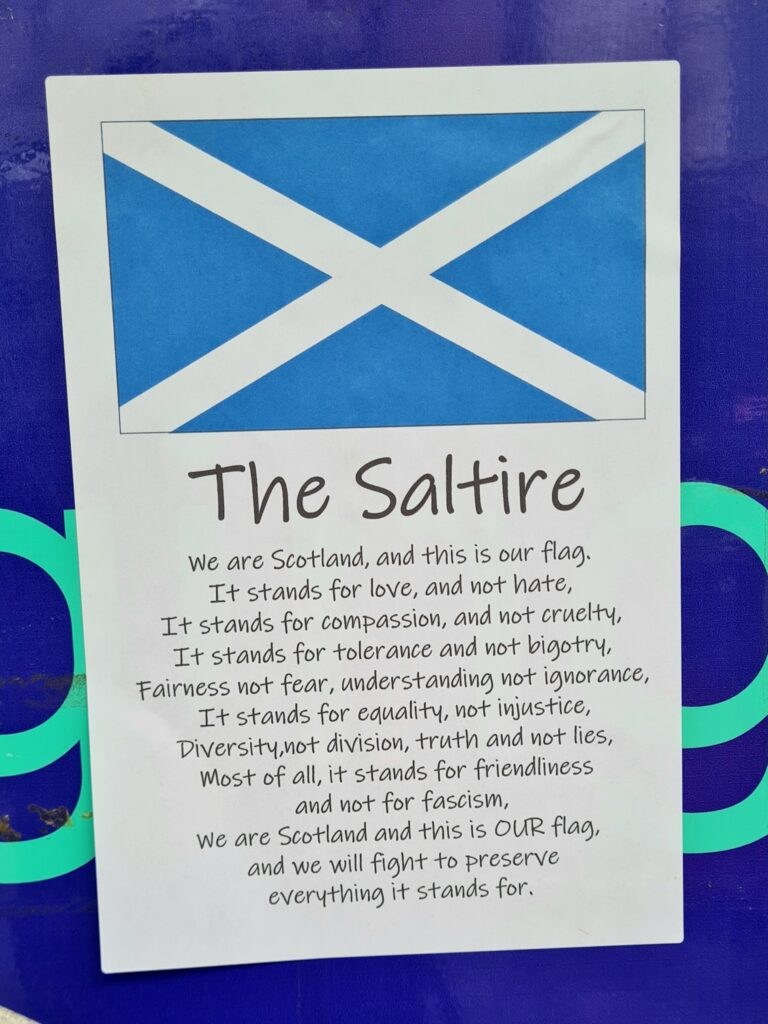 The Saltire
We are Scotland, and this is our flag.
It stands for love, and not hate,
It stands for compassion, and not cruelty,
It stands for tolerance and not bigotry,
Fairness not fear, understanding not ignorance,
It stands for equality, not injustice,
Diversity,not division, truth and not lies,
Most of all, it stands for friendliness
and not for fascism,
We are Scotland and this is OUR flag,
and we will fight to preserve
everything it stands for.